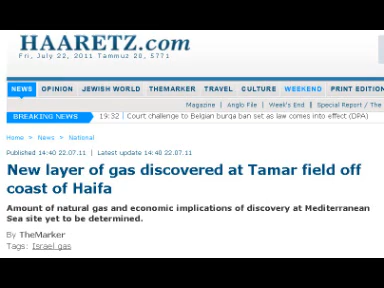 HAARETZ.com
Fri, July 22, 2011 Tammuz 20, 5771
NEWS OPINION JEWISH WORLD THEMARKER TRAVEL CULTURE WEEKEND PRINT EDITION
Magazine | Anglo File | Week's End | Special Report / The
BREAKING NEWS 19:32 | Court challenge to Belgian burqa ban set as law comes into effect (DPA)
Home > News > National
Published 14:40 22.07.11 | Latest update 14:48 22.07.11
New layer of gas discovered at Tamar field off
coast of Haifa
Amount of natural gas and economic implications of discovery at Mediterranean
Sea site yet to be determined.
By TheMarker
Tags: Israel gas